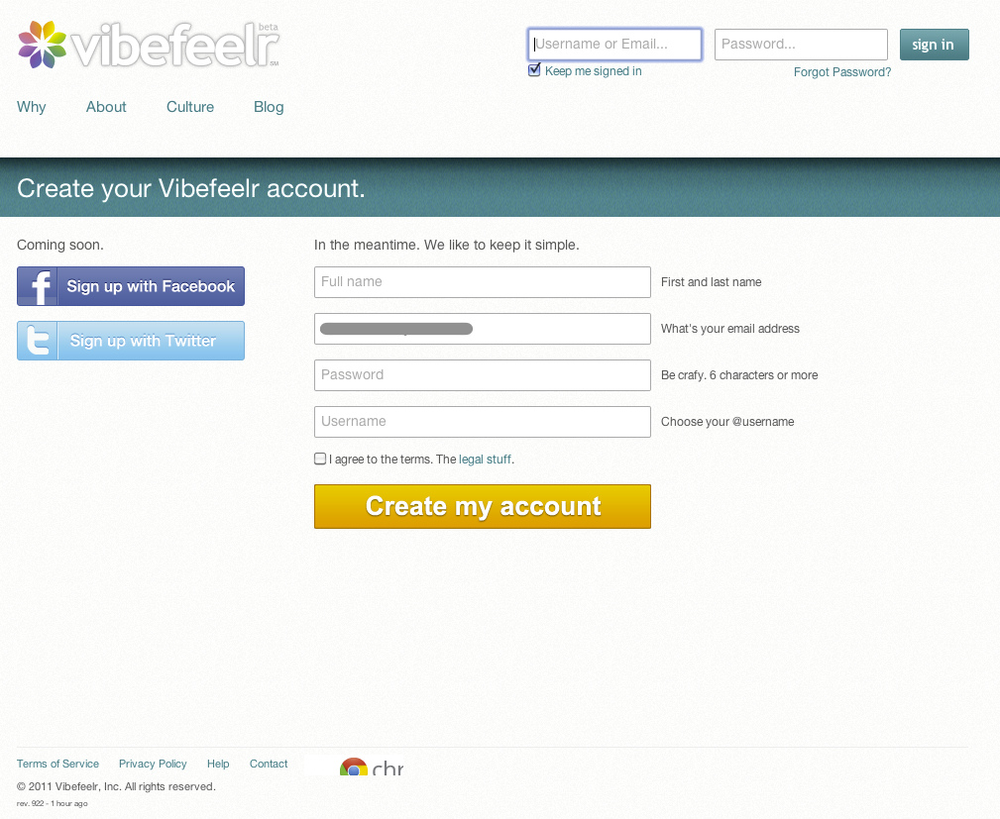 vibefeelr beta SM
Username or Email...
Password...
sign in
Keep me signed in
Forgot Password?
Why About Culture Blog
Create your Vibefeelr account.
Coming soon.
Sign up with Facebook
Sign up with Twitter
In the meantime. We like to keep it simple.
Full name
First and last name
What's your email address
Password
Be crafy. 6 characters or more
Username
Choose your @username
I agree to the terms. The legal stuff.
Create my account
Terms of Service Privacy Policy Help Contact
chr
© 2011 Vibefeelr, Inc. All rights reserved.
rev. 922 - 1 hour ago